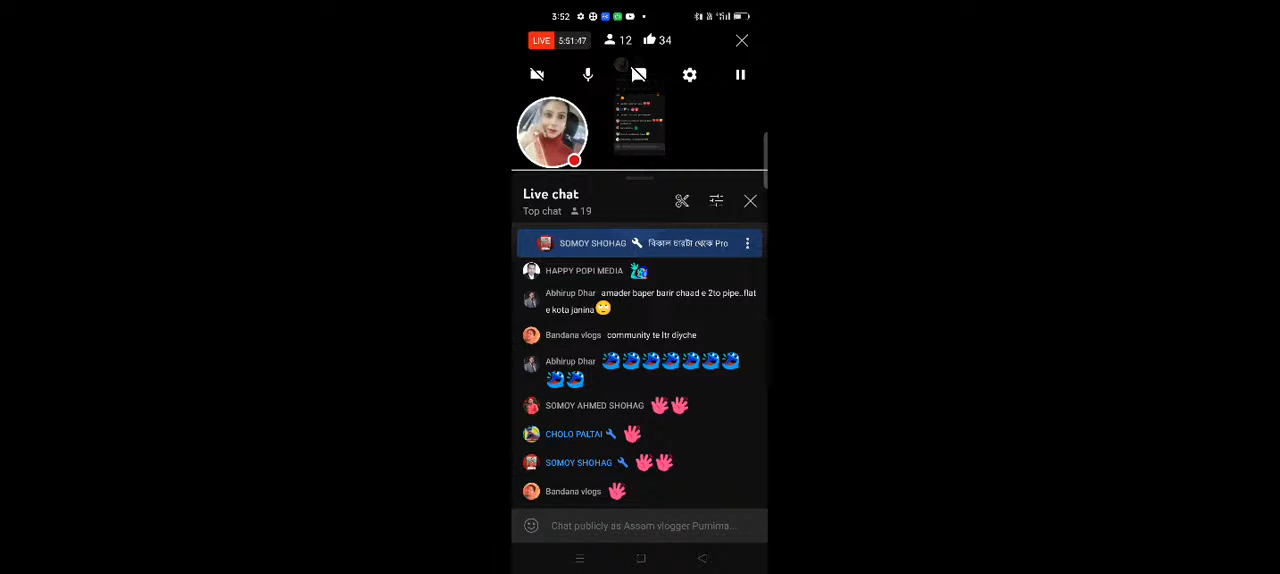 3:52
LIVE 5:51:47 12 34
Live chat
Top chat 19
SOMOY SHOHAG বিকাল চারটা থেকে Pro
HAPPY POPI MEDIA
Abhirup Dhar amader baper barir chaad e 2to pipe..flat
e kota janina🙄
Bandana vlogs community te ltr diyche
Abhirup Dhar
SOMOY AHMED SHOHAG
CHOLO PALTAI
SOMOY SHOHAG
Bandana vlogs
Chat publicly as Assam vlogger Purnima...